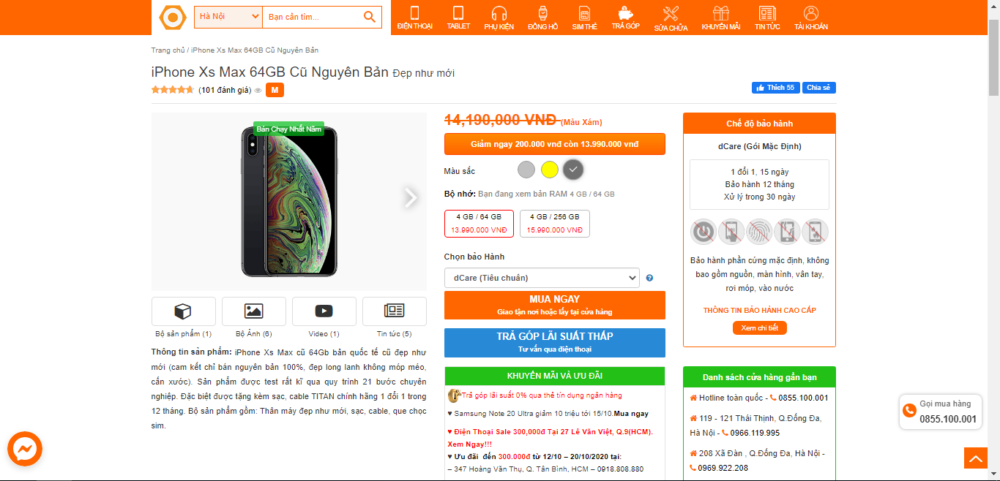 Hà Nội
Bạn cần tìm...
ĐIỆN THOẠI
TABLET
PHỤ KIỆN
ĐỒNG HỒ
SIM THẺ
TRẢ GÓP
SỬA CHỮA
KHUYẾN MÃI
TIN TỨC
TÀI KHOẢN
Trang chủ / iPhone Xs Max 64GB Cũ Nguyên Bản
iPhone Xs Max 64GB Cũ Nguyên Bản Đẹp như mới
(101 đánh giá) M
Thích 55
Chia sẻ
Bán Chạy Nhất Năm
Bộ sản phẩm (1)
Bộ Ảnh (6)
Video (1)
Tin tức (5)
Thông tin sản phẩm: iPhone Xs Max cũ 64Gb bản quốc tế cũ đẹp như
mới (cam kết chỉ bán nguyên bản 100%, đẹp long lanh không móp méo,
cấn xước). Sản phẩm được test rất kĩ qua quy trình 21 bước chuyên
nghiệp. Đặc biệt được tặng kèm sạc, cable TITAN chính hãng 1 đổi 1 trong
12 tháng. Bộ sản phẩm gồm: Thân máy đẹp như mới, sạc, cable, que chọc
sim.
14,190,000 VNĐ (Màu Xám)
Giảm ngay 200.000 vnđ còn 13.990.000 vnđ
Màu sắc
Bộ nhớ: Bạn đang xem bản RAM 4 GB / 64 GB
4 GB / 64 GB
13.990.000 VNĐ
4 GB / 256 GB
15.990.000 VNĐ
Chọn bảo Hành
dCare (Tiêu chuẩn)
MUA NGAY
Giao tận nơi hoặc lấy tại cửa hàng
TRẢ GÓP LÃI SUẤT THẤP
Tư vấn qua điện thoại
KHUYẾN MÃI VÀ ƯU ĐÃI
Trả góp lãi suất 0% qua thẻ tín dụng ngân hàng
♥ Samsung Note 20 Ultra giảm 10 triệu tới 15/10.Mua ngay
♥ Điện Thoại Sale 300,000đ Tại 27 Lê Văn Việt, Q.9(HCM).
Xem Ngay!!!
♥ Ưu đãi đến 300.000đ từ 12/10 – 20/10/2020 tại:
– 347 Hoàng Văn Thụ, Q. Tân Bình, HCM – 0918.808.880
Chế độ bảo hành
dCare (Gói Mặc Định)
1 đổi 1, 15 ngày
Bảo hành 12 tháng
Xử lý trong 30 ngày
Bảo hành phần cứng mặc định, không
bao gồm nguồn, màn hình, vân tay,
rơi móp, vào nước
THÔNG TIN BẢO HÀNH CAO CẤP
Xem chi tiết
Danh sách cửa hàng gần bạn
Hotline toàn quốc - 0855.100.001
119 - 121 Thái Thịnh, Q.Đống Đa,
Hà Nội - 0966.119.995
208 Xã Đàn , Q.Đống Đa, Hà Nội -
0969.922.208
Gọi mua hàng
0855.100.001